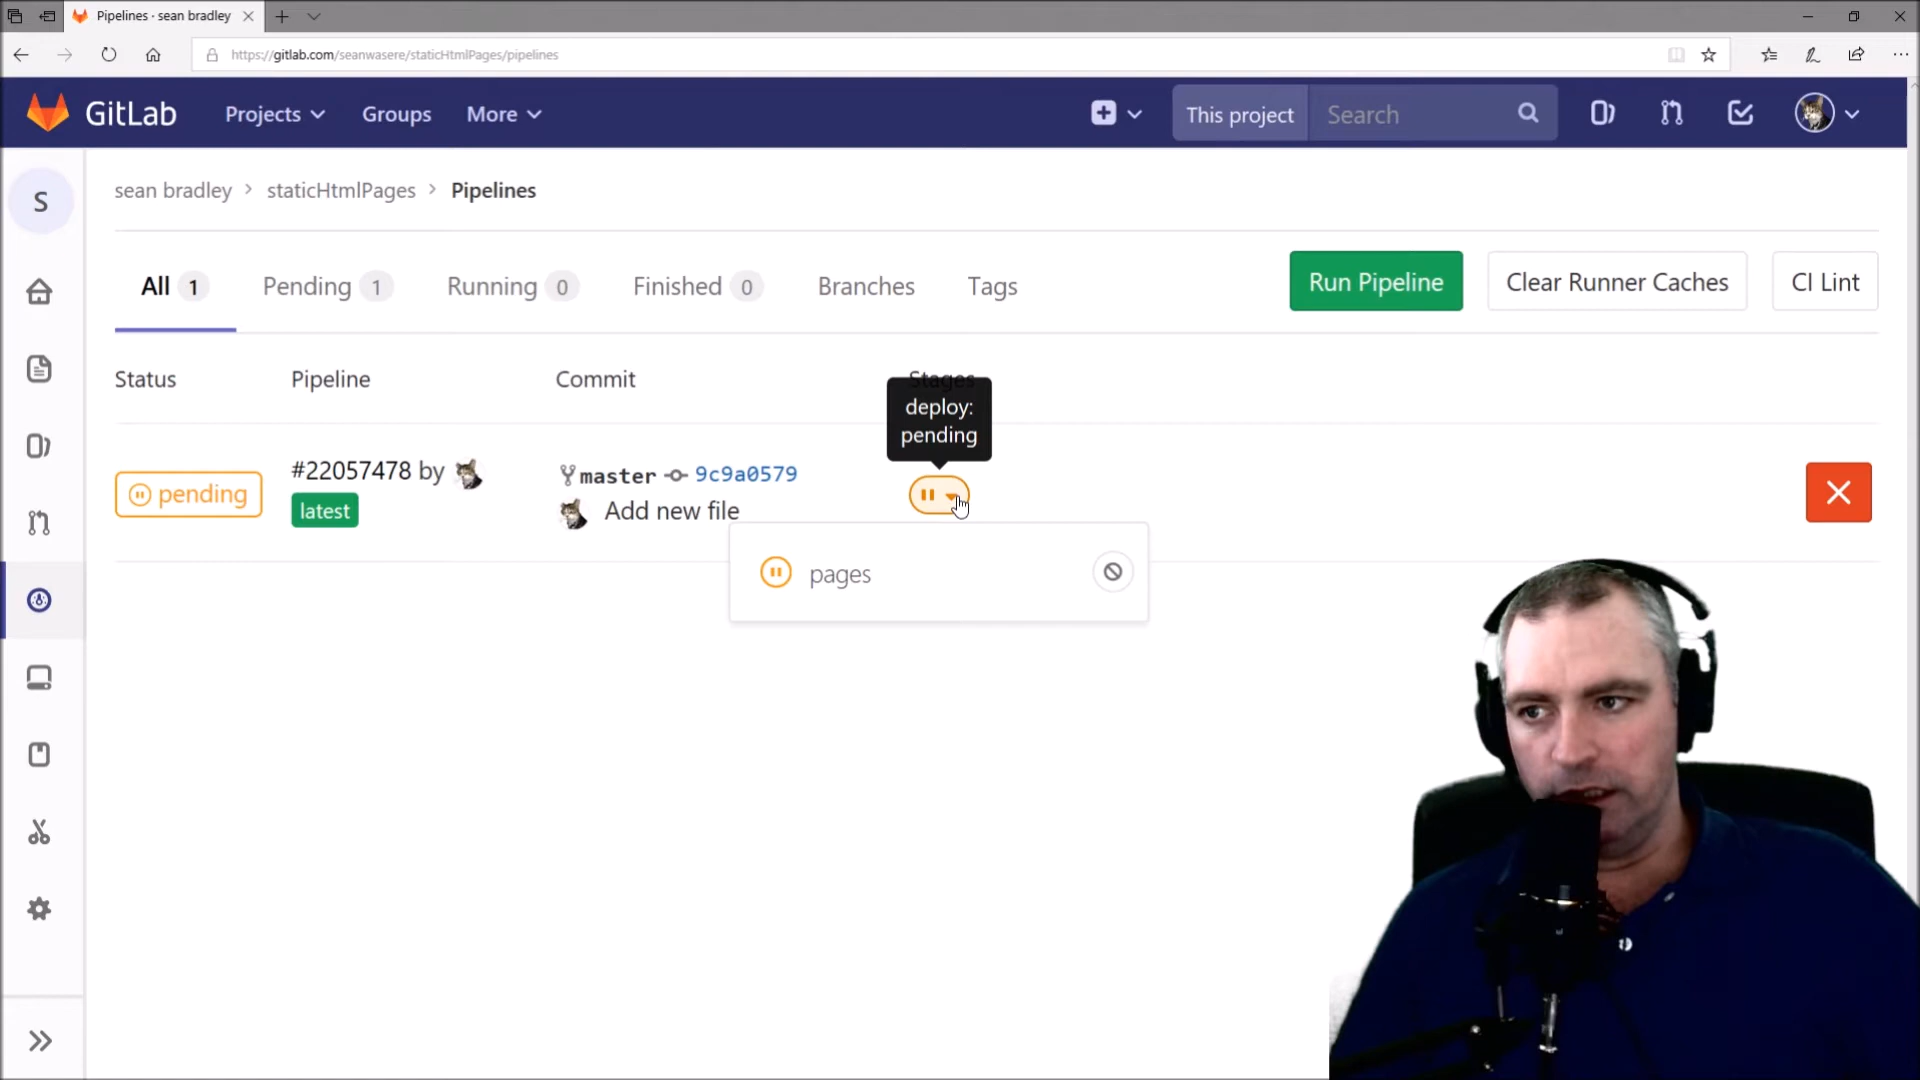 Pipelines · sean bradley
https://gitlab.com/seanwasere/staticHtmlPages/pipelines
GitLab Projects Groups More This project Search
S
sean bradley > staticHtmlPages > Pipelines
All 1 Pending 1 Running 0 Finished 0 Branches Tags Run Pipeline Clear Runner Caches CI Lint
Status Pipeline Commit Stages
deploy:
pending
pending #22057478 by master 9c9a0579
latest Add new file
pages